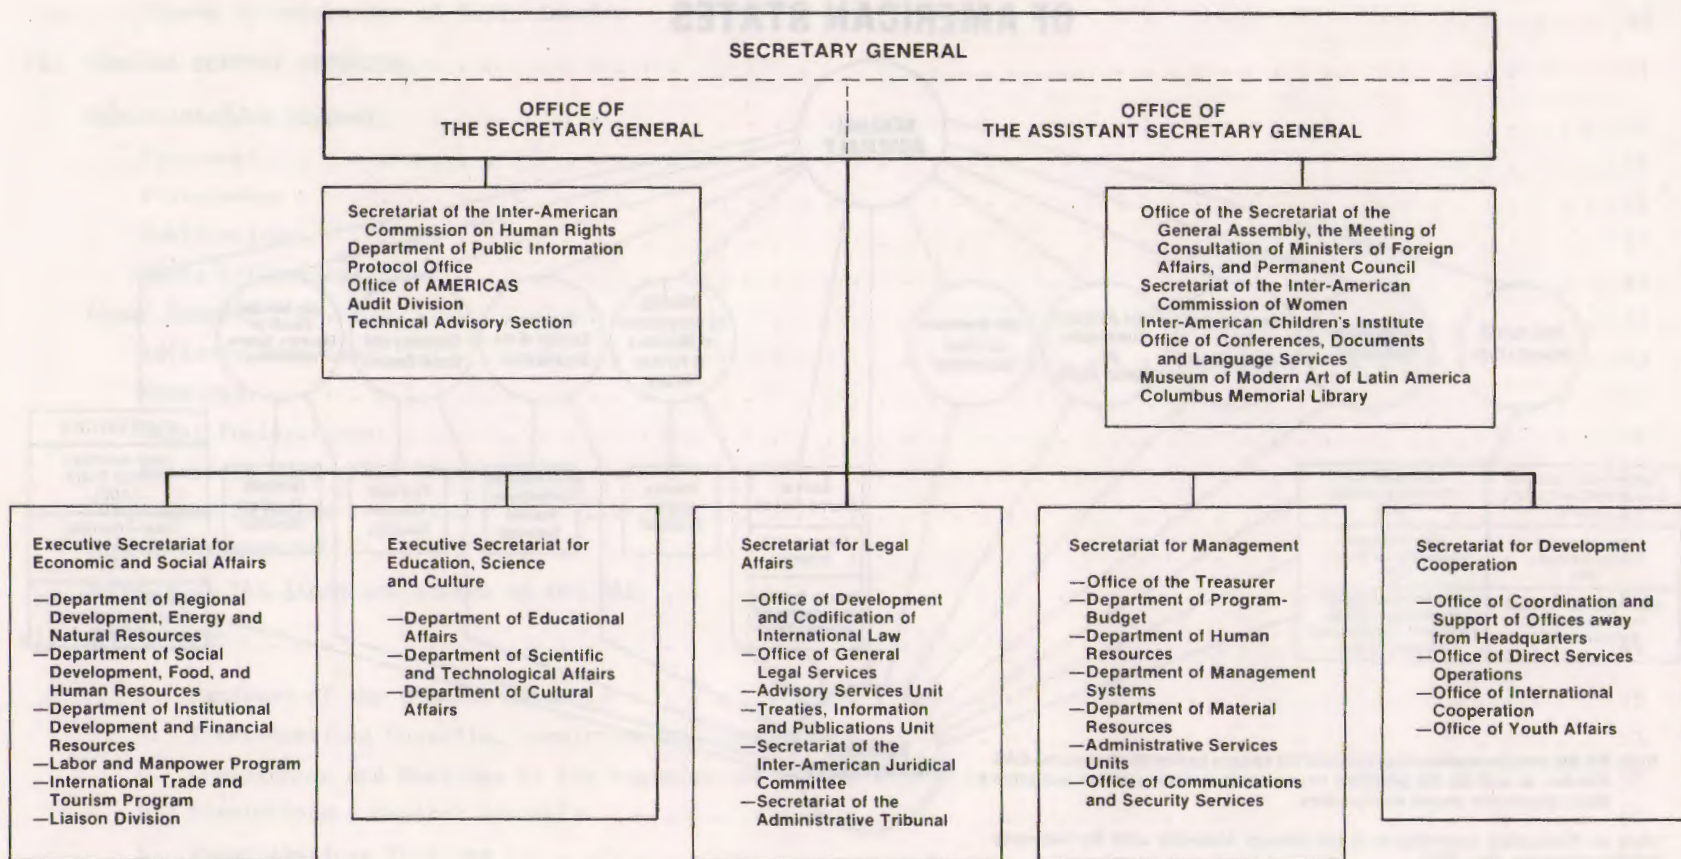 SECRETARY GENERAL
OFFICE OF
THE SECRETARY GENERAL
OFFICE OF
THE ASSISTANT SECRETARY GENERAL
Secretariat of the Inter-American
Commission on Human Rights
Department of Public Information
Protocol Office
Office of AMERICAS
Audit Division
Technical Advisory Section
Office of the Secretariat of the
General Assembly, the Meeting of
Consultation of Ministers of Foreign
Affairs, and Permanent Council
Secretariat of the Inter-American
Commission of Women
Inter-American Children's Institute
Office of Conferences, Documents
and Language Services
Museum of Modern Art of Latin America
Columbus Memorial Library
Executive Secretariat for
Economic and Social Affairs
—Department of Regional
Development, Energy and
Natural Resources
—Department of Social
Development, Food, and
Human Resources
—Department of Institutional
Development and Financial
Resources
—Labor and Manpower Program
—International Trade and
Tourism Program
—Liaison Division
Executive Secretariat for
Education, Science
and Culture
—Department of Educational
Affairs
—Department of Scientific
and Technological Affairs
—Department of Cultural
Affairs
Secretariat for Legal
Affairs
—Office of Development
and Codification of
International Law
—Office of General
Legal Services
—Advisory Services Unit
—Treaties, Information
and Publications Unit
—Secretariat of the
Inter-American Juridical
Committee
—Secretariat of the
Administrative Tribunal
Secretariat for Management
—Office of the Treasurer
—Department of Program-
Budget
—Department of Human
Resources
—Department of Management
Systems
—Department of Material
Resources
—Administrative Services
Units
—Office of Communications
and Security Services
Secretariat for Development
Cooperation
—Office of Coordination and
Support of Offices away
from Headquarters
—Office of Direct Services
Operations
—Office of International
Cooperation
—Office of Youth Affairs